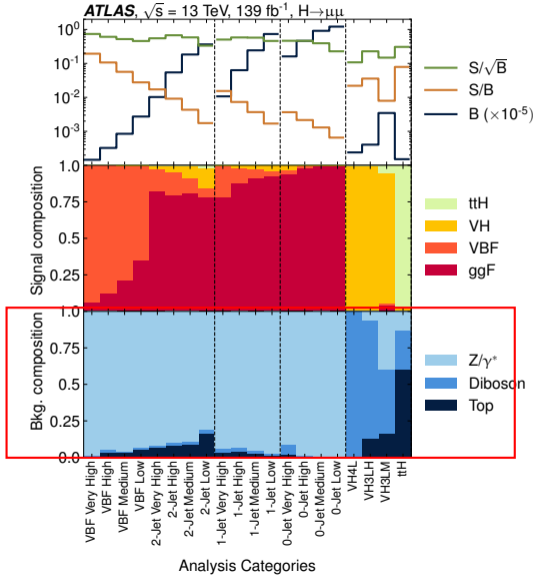 ATLAS, √s = 13 TeV, 139 fb⁻¹, H→μμ
10⁰
10⁻¹
10⁻²
10⁻³
S/√B
S/B
B (×10⁻⁵)
Signal composition
1.0
0.75
0.5
0.25
ttH
VH
VBF
ggF
Bkg. composition
1.0
0.75
0.5
0.25
0.0
Z/γ*
Diboson
Top
VBF Very High
VBF High
VBF Medium
VBF Low
2-Jet Very High
2-Jet High
2-Jet Medium
2-Jet Low
1-Jet Very High
1-Jet High
1-Jet Medium
1-Jet Low
0-Jet Very High
0-Jet High
0-Jet Medium
0-Jet Low
VH4L
VH3LH
VH3LM
ttH
Analysis Categories